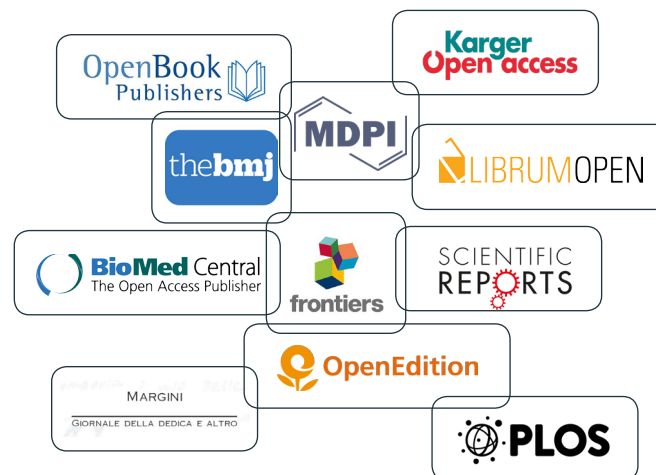 OpenBook
Publishers
Karger
Open access
MDPI
thebmj
LIBRUMOPEN
BioMed Central
The Open Access Publisher
frontiers
SCIENTIFIC
REPORTS
OpenEdition
MARGINI
GIORNALE DELLA DEDICA E ALTRO
PLOS